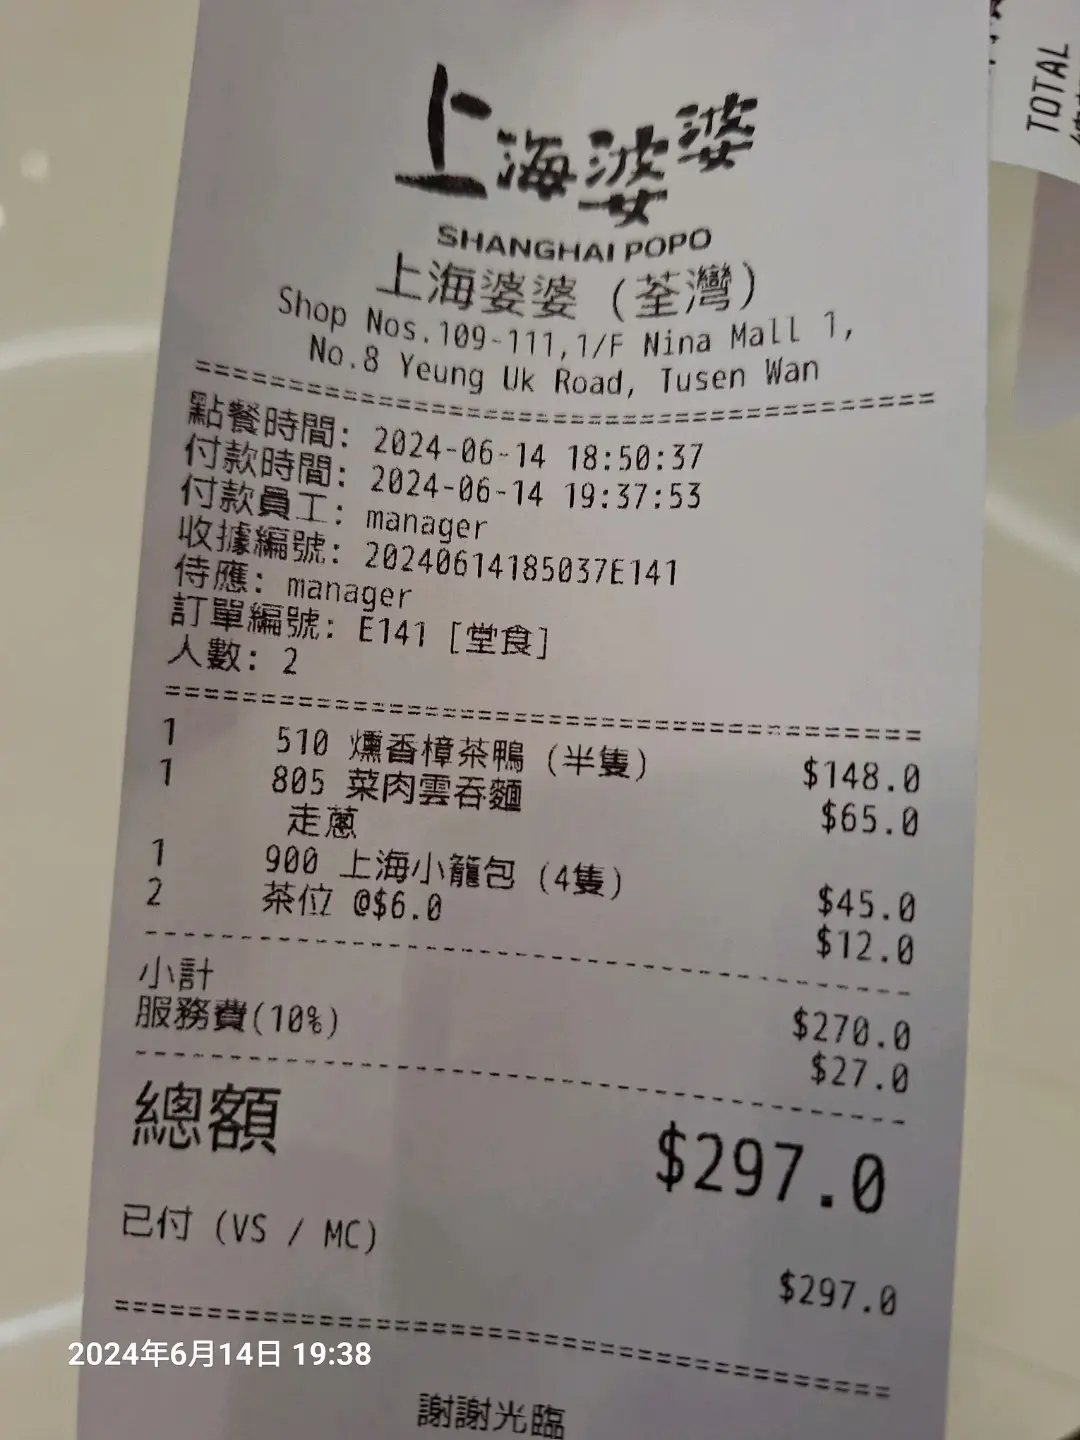 上海婆婆
SHANGHAI POPO
上海婆婆 (荃灣)
Shop Nos.109-111,1/F Nina Mall 1,
No.8 Yeung Uk Road, Tusen Wan
點餐時間: 2024-06-14 18:50:37
付款時間: 2024-06-14 19:37:53
付款員工: manager
收據編號: 20240614185037E141
侍應: manager
訂單編號: E141 [堂食]
人數: 2
1 510 燻香樟茶鴨 (半隻) $148.0
1 805 菜肉雲吞麵 $65.0
走蔥
1 900 上海小籠包 (4隻) $45.0
2 茶位 @$6.0 $12.0
小計 $270.0
服務費(10%) $27.0
總額 $297.0
已付 (VS / MC) $297.0
謝謝光臨
2024年6月14日 19:38
TOTAL